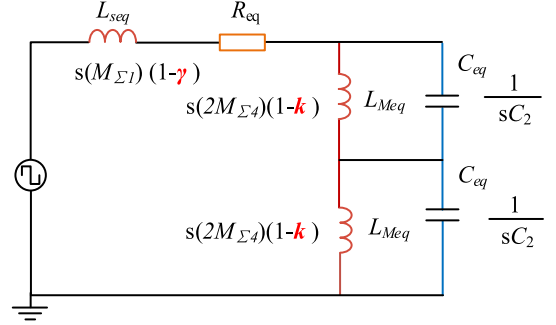 L_seq
R_eq
s(M_Σ1) (1-γ)
C_eq
s(2M_Σ4)(1-k )
L_Meq
1
sC_2
C_eq
s(2M_Σ4)(1-k )
L_Meq
1
sC_2